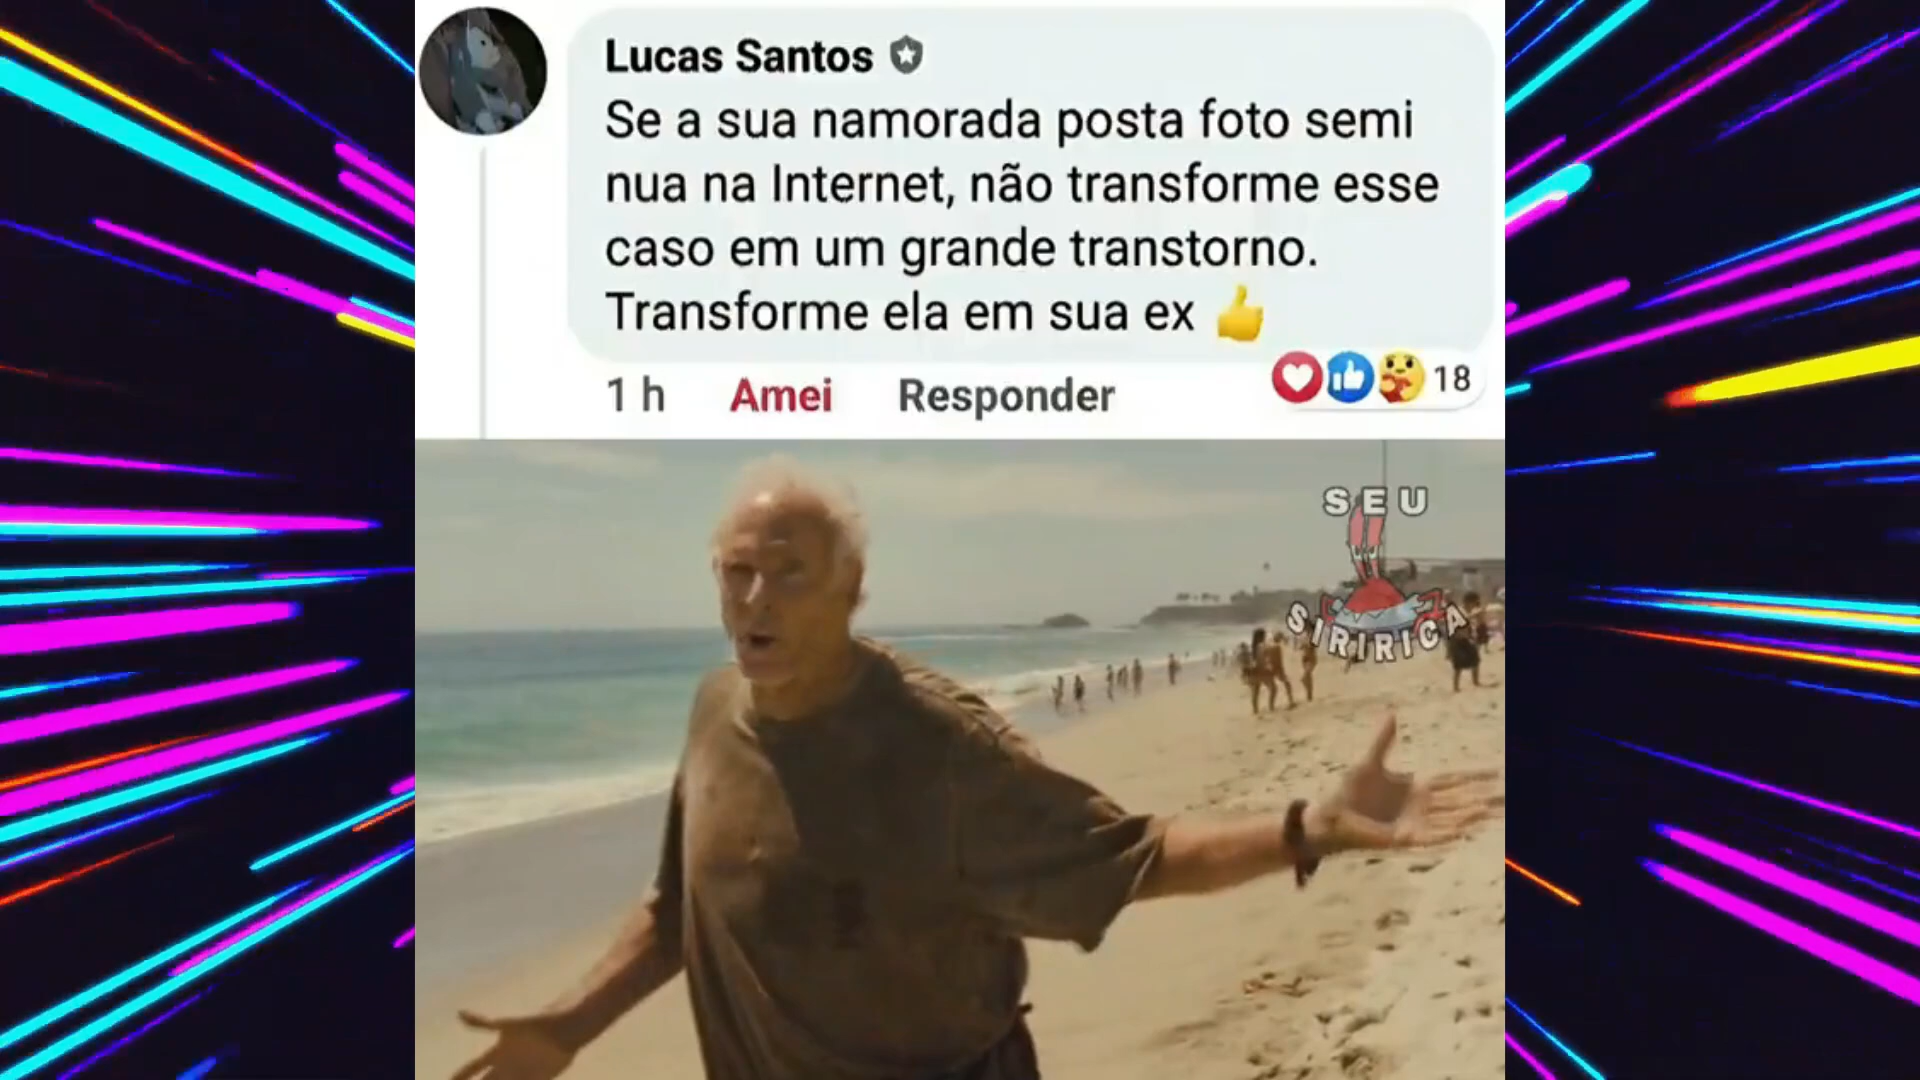 Lucas Santos
Se a sua namorada posta foto semi
nua na Internet, não transforme esse
caso em um grande transtorno.
Transforme ela em sua ex 👍
1 h Amei Responder 18
SEU
SIRIRICA